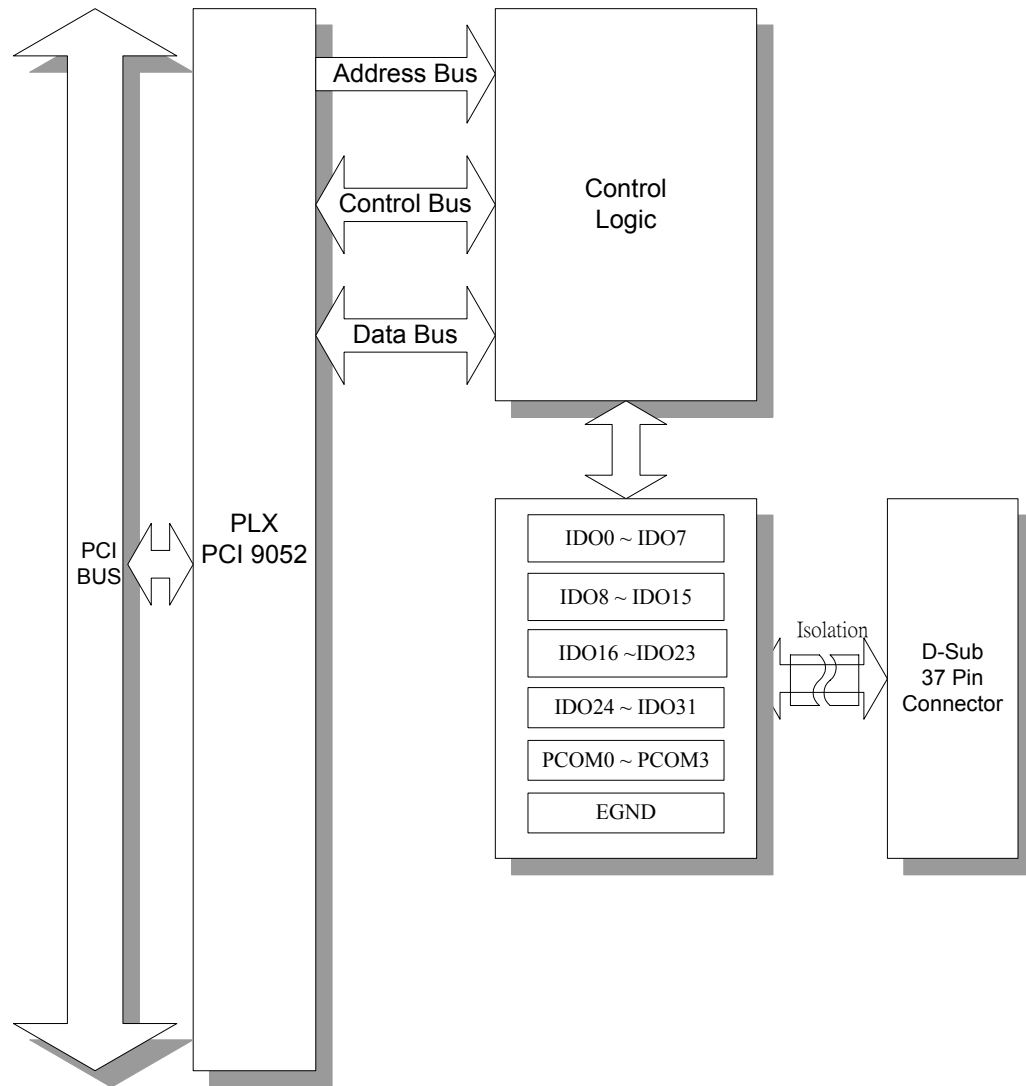 Address Bus
Control Bus
Data Bus
Control
Logic
PCI
BUS
PLX
PCI 9052
IDO0 ~ IDO7
IDO8 ~ IDO15
IDO16 ~IDO23
IDO24 ~ IDO31
PCOM0 ~ PCOM3
EGND
Isolation
D-Sub
37 Pin
Connector